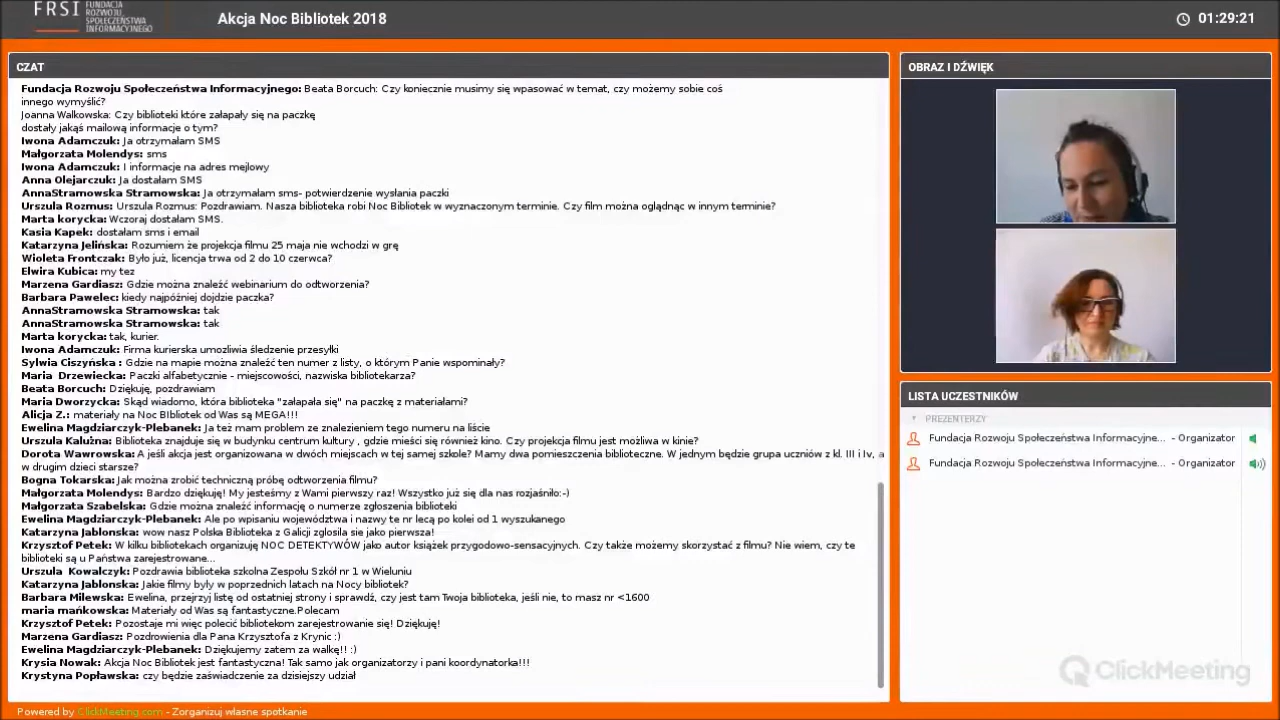 FRSI FUNDACJA
ROZWOJU
SPOŁECZEŃSTWA
INFORMACYJNEGO
Akcja Noc Bibliotek 2018
01:29:21
CZAT
Fundacja Rozwoju Społeczeństwa Informacyjnego: Beata Borcuch: Czy koniecznie musimy się wpasować w temat, czy możemy sobie coś
innego wymyślić?
Joanna Walkowska: Czy biblioteki które załapały się na paczkę
dostały jakąś mailową informacje o tym?
Iwona Adamczuk: Ja otrzymałam SMS
Małgorzata Molendys: sms
Iwona Adamczuk: I informacje na adres mejlowy
Anna Olejarczuk: Ja dostałam SMS
AnnaStramowska Stramowska: Ja otrzymałam sms- potwierdzenie wysłania paczki
Urszula Rozmus: Urszula Rozmus: Pozdrawiam. Nasza biblioteka robi Noc Bibliotek w wyznaczonym terminie. Czy film można oglądnąc w innym terminie?
Marta korycka: Wczoraj dostałam SMS.
Kasia Kapek: dostałam sms i email
Katarzyna Jelińska: Rozumiem że projekcja filmu 25 maja nie wchodzi w grę
Wioleta Frontczak: Było już, licencja trwa od 2 do 10 czerwca?
Elwira Kubica: my tez
Marzena Gardiasz: Gdzie można znaleźć webinarium do odtworzenia?
Barbara Pawelec: kiedy najpóżniej dojdzie paczka?
AnnaStramowska Stramowska: tak
AnnaStramowska Stramowska: tak
Marta korycka: tak, kurier.
Iwona Adamczuk: Firma kurierska umozliwia śledzenie przesyłki
Sylwia Ciszyńska : Gdzie na mapie można znaleźć ten numer z listy, o którym Panie wspominały?
Maria Drzewiecka: Paczki alfabetycznie - miejscowości, nazwiska bibliotekarza?
Beata Borcuch: Dziękuję, pozdrawiam
Maria Dworzycka: Skąd wiadomo, która biblioteka "załapała się" na paczkę z materiałami?
Alicja Z.: materiały na Noc BIbliotek od Was są MEGA!!!
Ewelina Magdziarczyk-Plebanek: Ja też mam problem ze znalezieniem tego numeru na liście
Urszula Kalużna: Biblioteka znajduje się w budynku centrum kultury , gdzie mieści się również kino. Czy projekcja filmu jest możliwa w kinie?
Dorota Wawrowska: A jeśli akcja jest organizowana w dwóch miejscach w tej samej szkole? Mamy dwa pomieszczenia biblioteczne. W jednym będzie grupa uczniów z kl. III i Iv, a
w drugim dzieci starsze?
Bogna Tokarska: Jak można zrobić techniczną próbę odtworzenia filmu?
Małgorzata Molendys: Bardzo dziękuję! My jesteśmy z Wami pierwszy raz! Wszystko już się dla nas rozjaśniło:-)
Małgorzata Szabelska: Gdzie można znaleźć informację o numerze zgłoszenia biblioteki
Ewelina Magdziarczyk-Plebanek: Ale po wpisaniu województwa i nazwy te nr lecą po kolei od 1 wyszukanego
Katarzyna Jablonska: wow nasz Polska Biblioteka z Galicji zglosila sie jako pierwsza!
Krzysztof Petek: W kilku bibliotekach organizuję NOC DETEKTYWÓW jako autor książek przygodowo-sensacyjnych. Czy także możemy skorzystać z filmu? Nie wiem, czy te
biblioteki są u Państwa zarejestrowane...
Urszula Kowalczyk: Pozdrawia biblioteka szkolna Zespołu Szkół nr 1 w Wieluniu
Katarzyna Jablonska: Jakie filmy byly w poprzednich latach na Nocy bibliotek?
Barbara Milewska: Ewelina, przejrzyj listę od ostatniej strony i sprawdź, czy jest tam Twoja biblioteka, jeśli nie, to masz nr <1600
maria mańkowska: Materiały od Was są fantastyczne.Polecam
Krzysztof Petek: Pozostaje mi więc polecić bibliotekom zarejestrowanie się! Dziękuję!
Marzena Gardiasz: Pozdrowienia dla Pana Krzysztofa z Krynic :)
Ewelina Magdziarczyk-Plebanek: Dziękujemy zatem za walkę!! :)
Krysia Nowak: Akcja Noc Bibliotek jest fantastyczna! Tak samo jak organizatorzy i pani koordynatorka!!!
Krystyna Popławska: czy będzie zaświadczenie za dzisiejszy udział
OBRAZ I DŹWIĘK
LISTA UCZESTNIKÓW
PREZENTERZY
Fundacja Rozwoju Społeczeństwa Informacyjne... - Organizator
Fundacja Rozwoju Społeczeństwa Informacyjne... - Organizator
ClickMeeting
Powered by ClickMeeting.com - Zorganizuj własne spotkanie